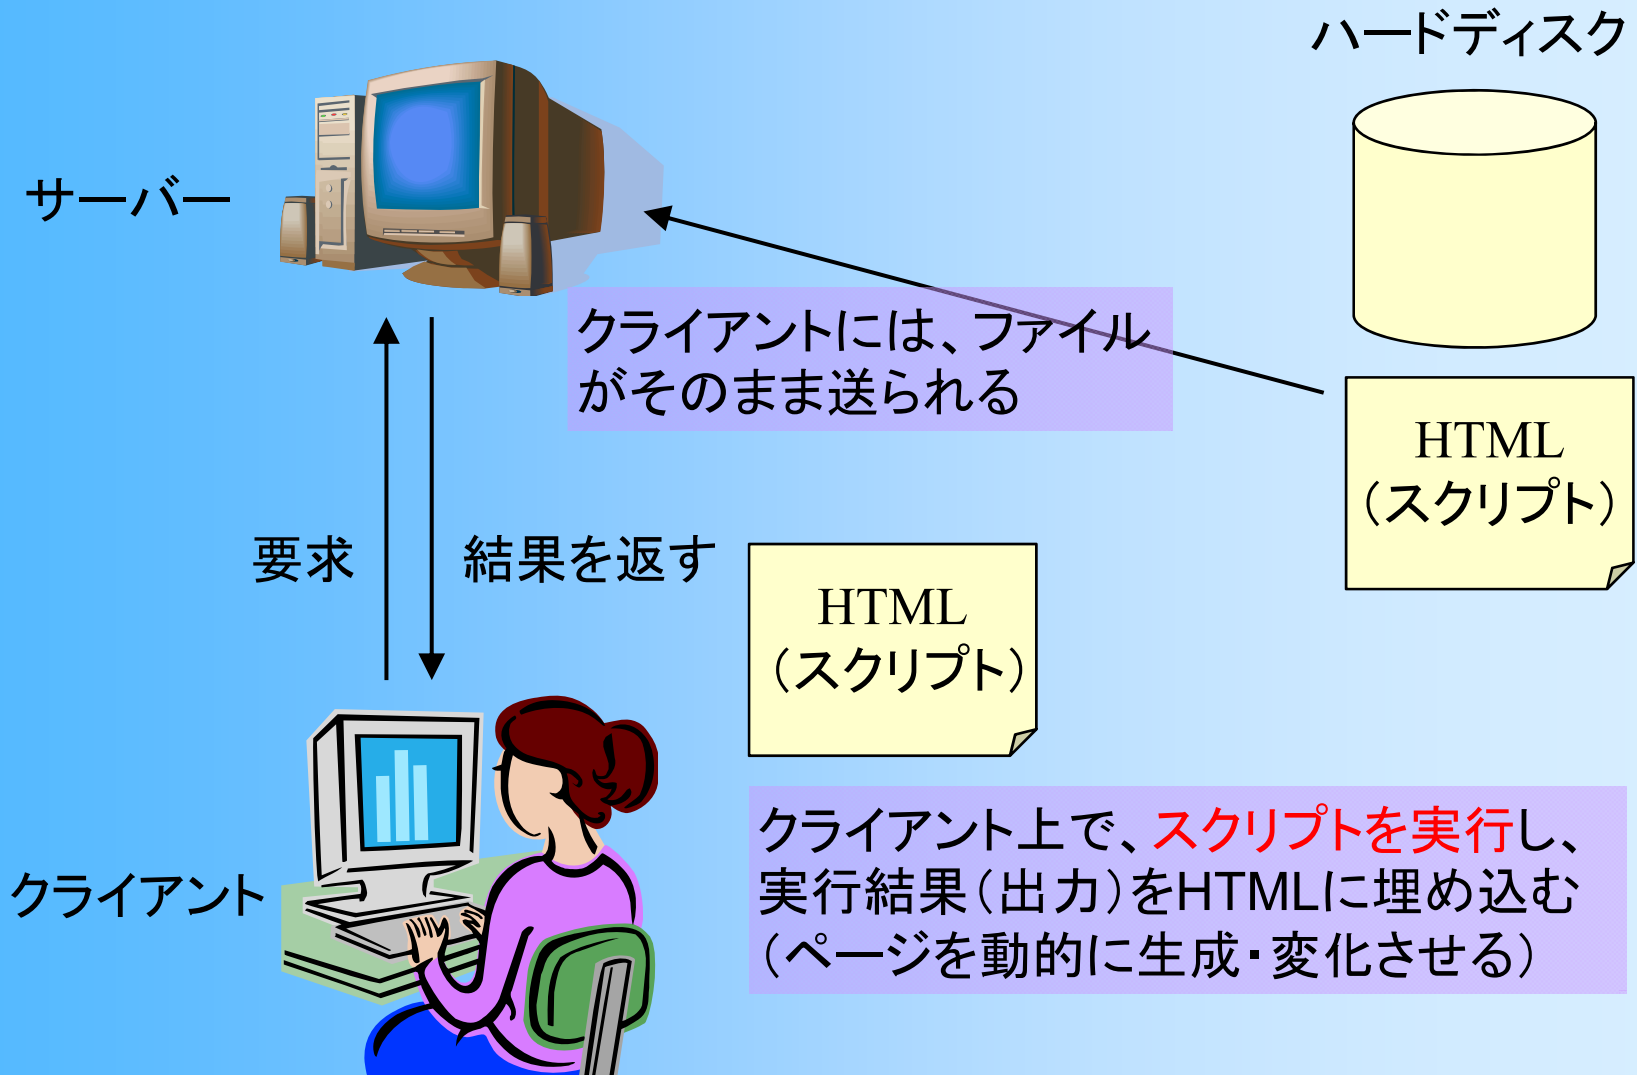 ハードディスク
サーバー
クライアントには、ファイル
がそのまま送られる
HTML
（スクリプト）
要求
結果を返す
HTML
（スクリプト）
クライアント
クライアント上で、スクリプトを実行し、
実行結果（出力）をHTMLに埋め込む
（ページを動的に生成・変化させる）